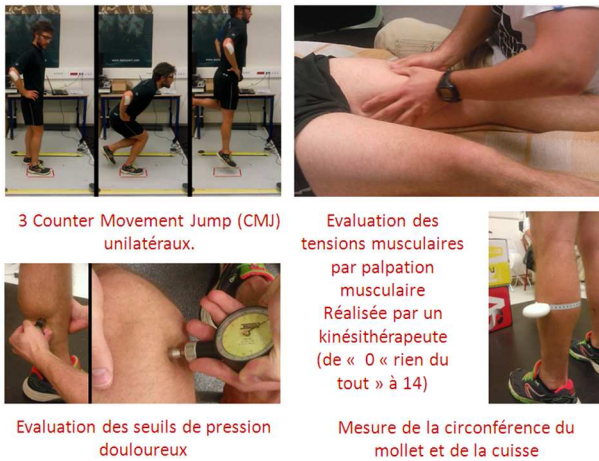 3 Counter Movement Jump (CMJ)
unilatéraux.
Evaluation des
tensions musculaires
par palpation
musculaire
Réalisée par un
kinésithérapeute
(de « 0 « rien du
tout » à 14)
Evaluation des seuils de pression
douloureux
Mesure de la circonférence du
mollet et de la cuisse